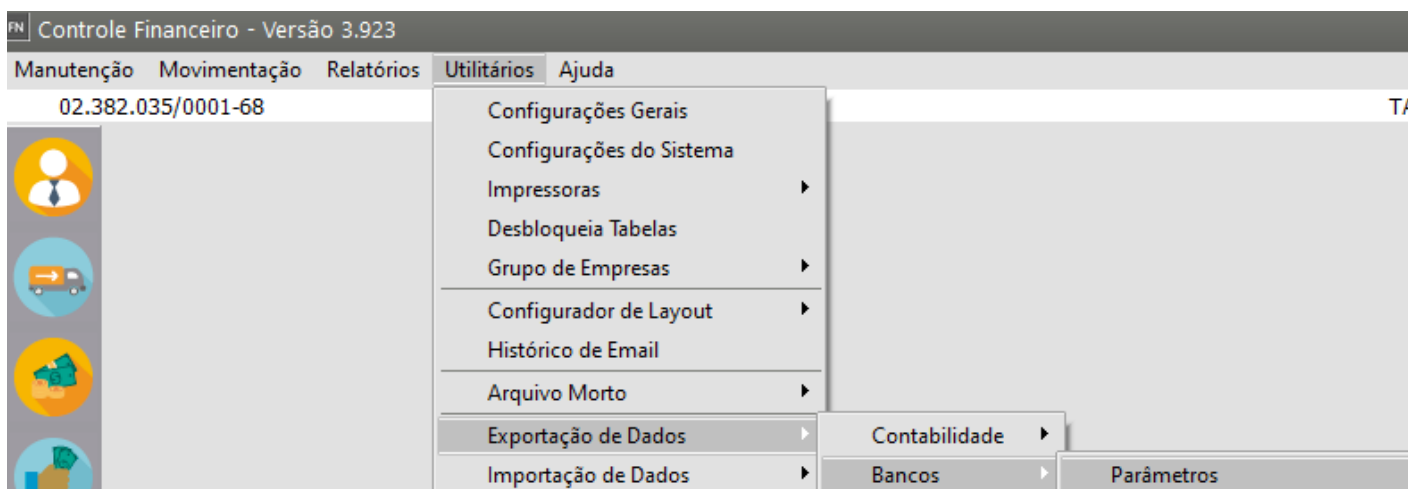 FN Controle Financeiro - Versão 3.923
Manutenção Movimentação Relatórios Utilitários Ajuda
02.382.035/0001-68 TA
Configurações Gerais
Configurações do Sistema
Impressoras
Desbloqueia Tabelas
Grupo de Empresas
Configurador de Layout
Histórico de Email
Arquivo Morto
Exportação de Dados Contabilidade
Importação de Dados Bancos Parâmetros